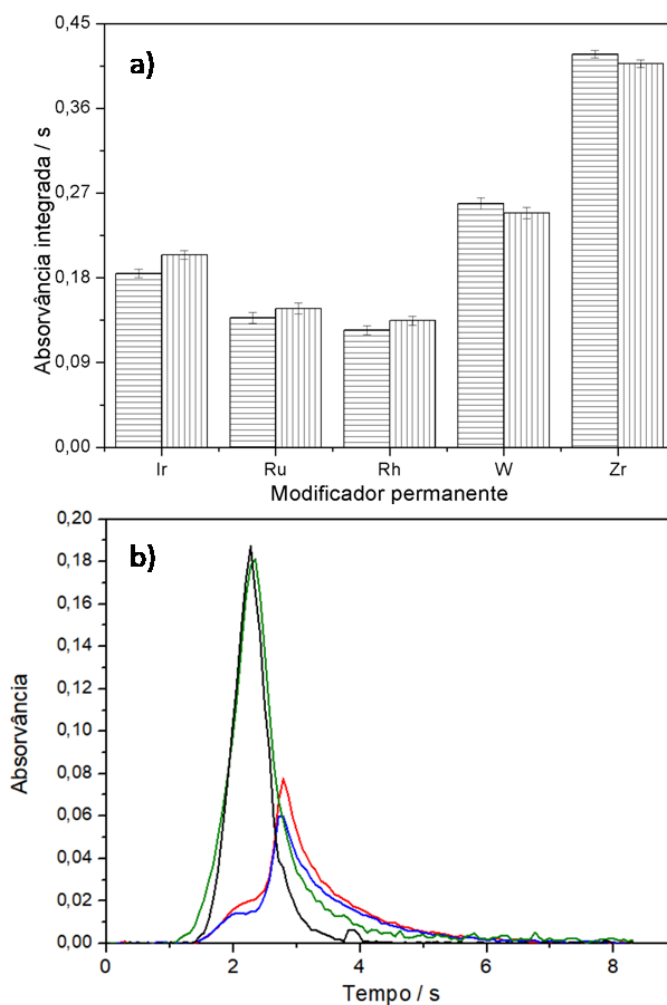 a)
Absorvância integrada / s
0,45
0,36
0,27
0,18
0,09
0,00
Ir Ru Rh W Zr
Modificador permanente
b)
Absorvância
0,20
0,18
0,16
0,14
0,12
0,10
0,08
0,06
0,04
0,02
0,00
0 2 4 6 8
Tempo / s